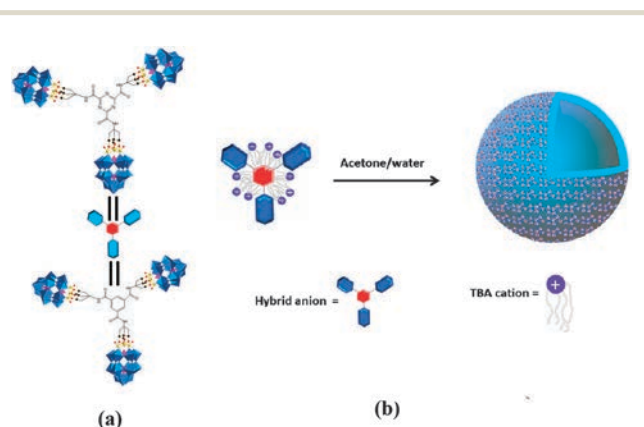 Acetone/water
Hybrid anion =
TBA cation =
+
(a)
(b)